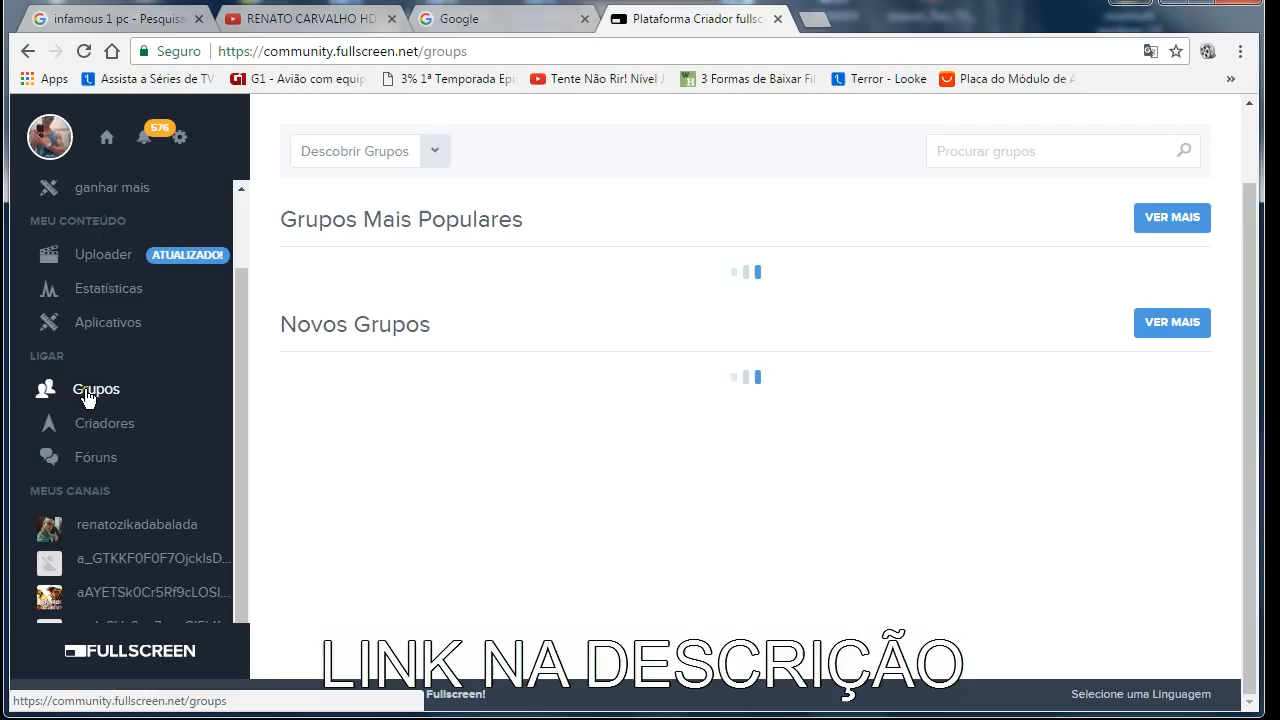 infamous 1 pc - Pesquisa
RENATO CARVALHO HD
Google
Plataforma Criador fullsc
Seguro
https://community.fullscreen.net/groups
Apps
Assista a Séries de TV
G1 - Avião com equip
3% 1ª Temporada Epi
Tente Não Rir! Nível
3 Formas de Baixar Fil
Terror - Looke
Placa do Módulo de
576
ganhar mais
MEU CONTEÚDO
Uploader
ATUALIZADO!
Estatísticas
Aplicativos
LIGAR
Grupos
Criadores
Fóruns
MEUS CANAIS
renatozikadabalada
a_GTKKF0F0F7OjckIsD...
aAYETSk0Cr5Rf9cLOSI...
FULLSCREEN
Descobrir Grupos
Procurar grupos
Grupos Mais Populares
VER MAIS
Novos Grupos
VER MAIS
LINK NA DESCRIÇÃO
https://community.fullscreen.net/groups
Fullscreen!
Selecione uma Linguagem